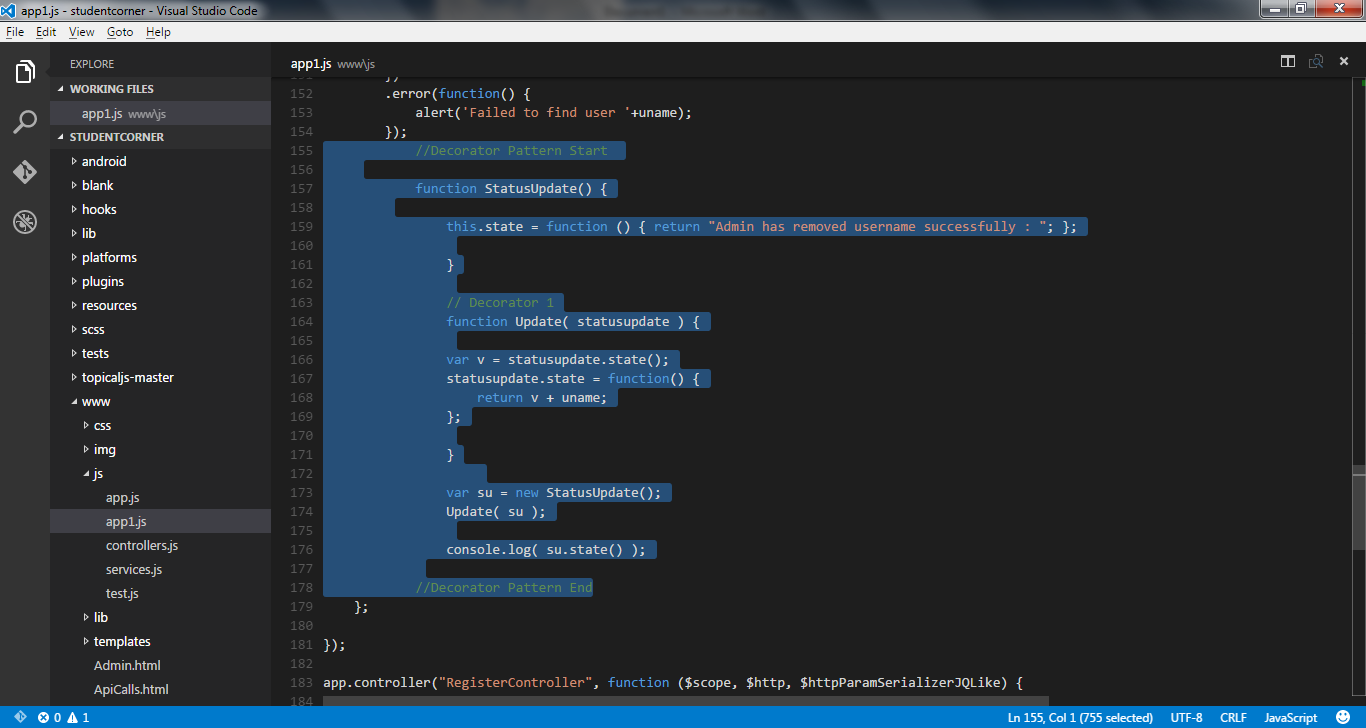 app1.js - studentcorner - Visual Studio Code
File Edit View Goto Help
EXPLORE
WORKING FILES
app1.js www\js
STUDENTCORNER
android
blank
hooks
lib
platforms
plugins
resources
scss
tests
topicaljs-master
www
css
img
js
app.js
app1.js
controllers.js
services.js
test.js
lib
templates
Admin.html
ApiCalls.html
app1.js www\js
152 .error(function() {
153 alert('Failed to find user '+uname);
154 });
155 //Decorator Pattern Start
156
157 function StatusUpdate() {
158
159 this.state = function () { return "Admin has removed username successfully : "; };
160
161 }
162
163 // Decorator 1
164 function Update( statusupdate ) {
165
166 var v = statusupdate.state();
167 statusupdate.state = function() {
168 return v + uname;
169 };
170
171 }
172
173 var su = new StatusUpdate();
174 Update( su );
175
176 console.log( su.state() );
177
178 //Decorator Pattern End
179 };
180
181 });
182
183 app.controller("RegisterController", function ($scope, $http, $httpParamSerializerJQLike) {
184
0 1 Ln 155, Col 1 (755 selected) UTF-8 CRLF JavaScript